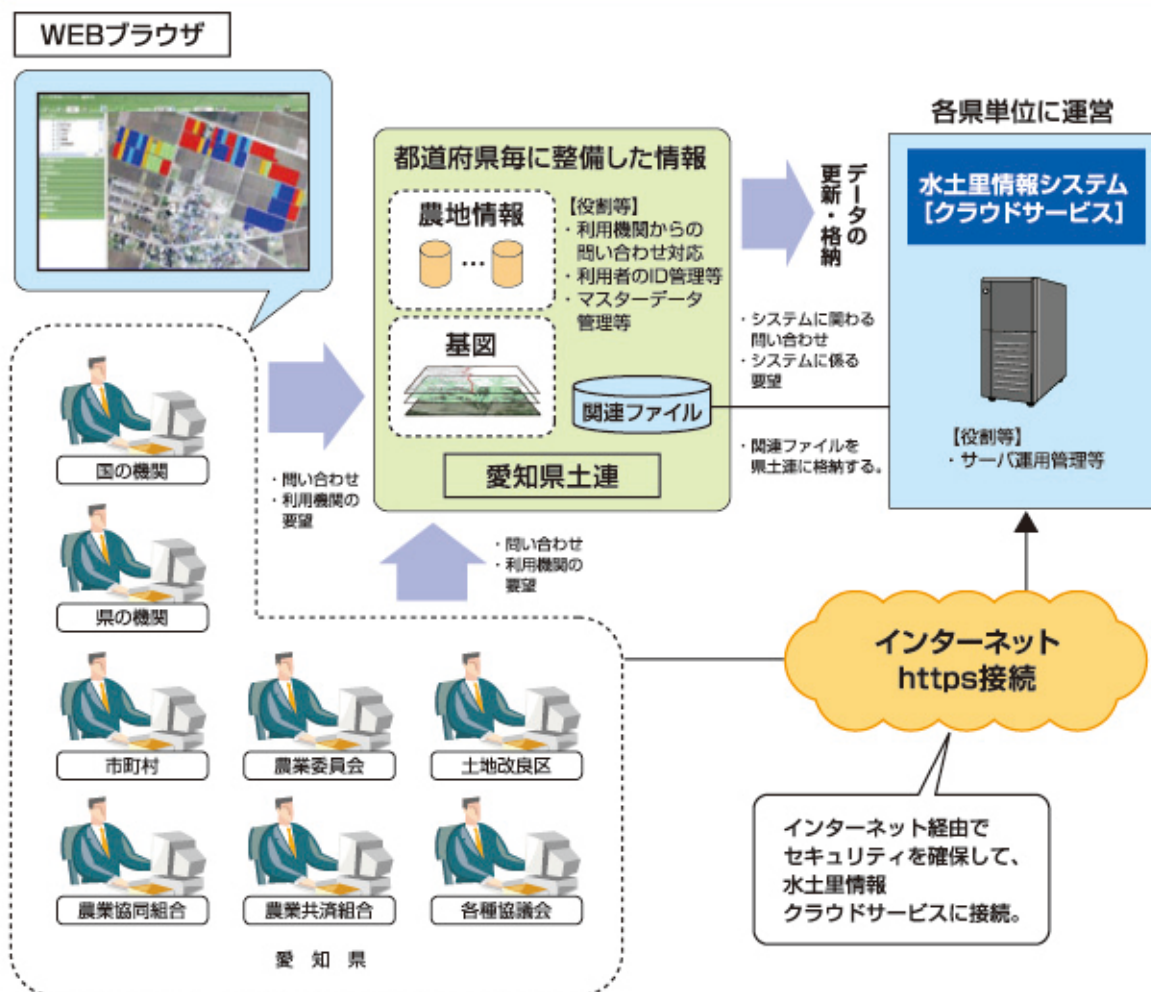 WEBブラウザ
都道府県毎に整備した情報
農地情報
…
基図
【役割等】
・利用機関からの
問い合わせ対応
・利用者のID管理等
・マスターデータ
管理等
関連ファイル
愛知県土連
データの
更新・格納
・システムに関わる
問い合わせ
・システムに係る
要望
・関連ファイルを
県土連に格納する。
各県単位に運営
水土里情報システム
[クラウドサービス]
【役割等】
・サーバ運用管理等
・問い合わせ
・利用機関の
要望
・問い合わせ
・利用機関の
要望
国の機関
県の機関
市町村
農業委員会
土地改良区
農業協同組合
農業共済組合
各種協議会
愛知県
インターネット
https接続
インターネット経由で
セキュリティを確保して、
水土里情報
クラウドサービスに接続。